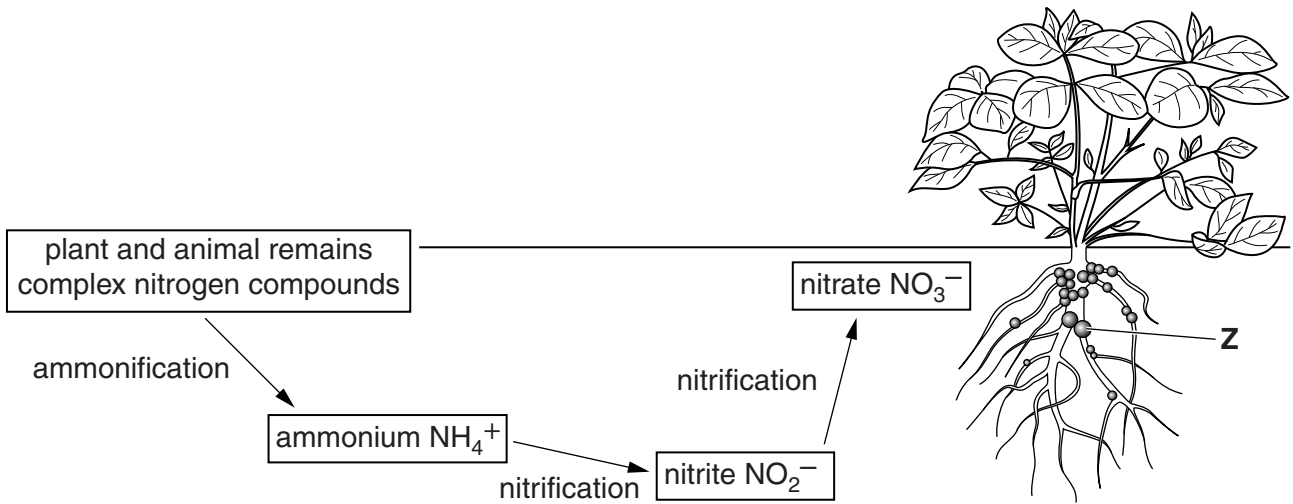 plant and animal remains
complex nitrogen compounds
nitrate NO₃⁻
Z
ammonification
nitrification
ammonium NH₄⁺
nitrite NO₂⁻
nitrification